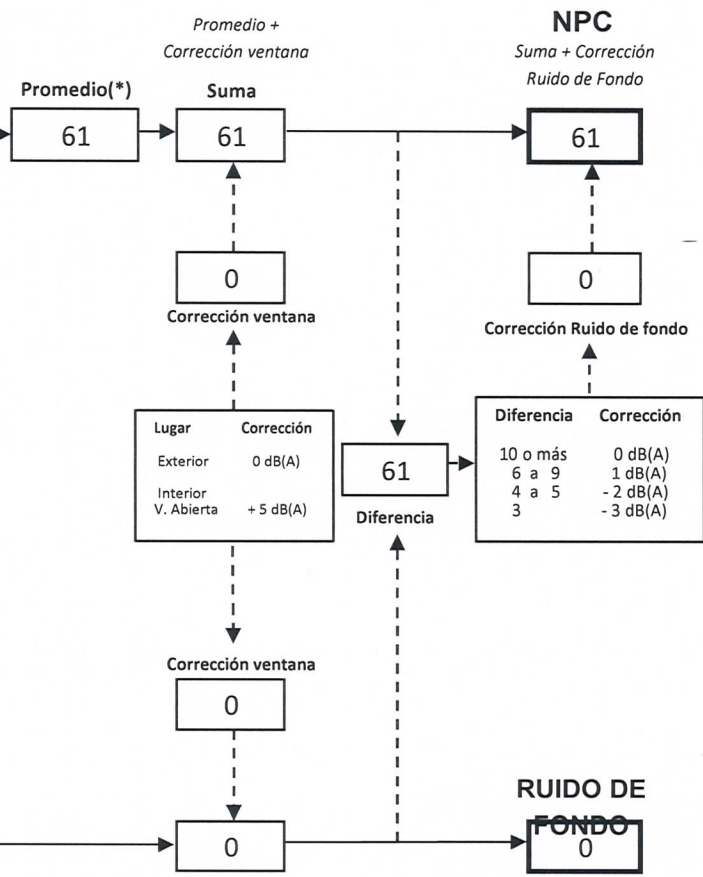 Promedio +
Corrección ventana
NPC
Suma + Corrección
Ruido de Fondo
Promedio(*)
Suma
61
61
61
0
0
Corrección ventana
Corrección Ruido de fondo
Lugar Corrección
Exterior 0 dB(A)
Interior
V. Abierta + 5 dB(A)
61
Diferencia
Diferencia Corrección
10 o más 0 dB(A)
6 a 9 1 dB(A)
4 a 5 - 2 dB(A)
3 - 3 dB(A)
Corrección ventana
0
RUIDO DE
FONDO
0
0